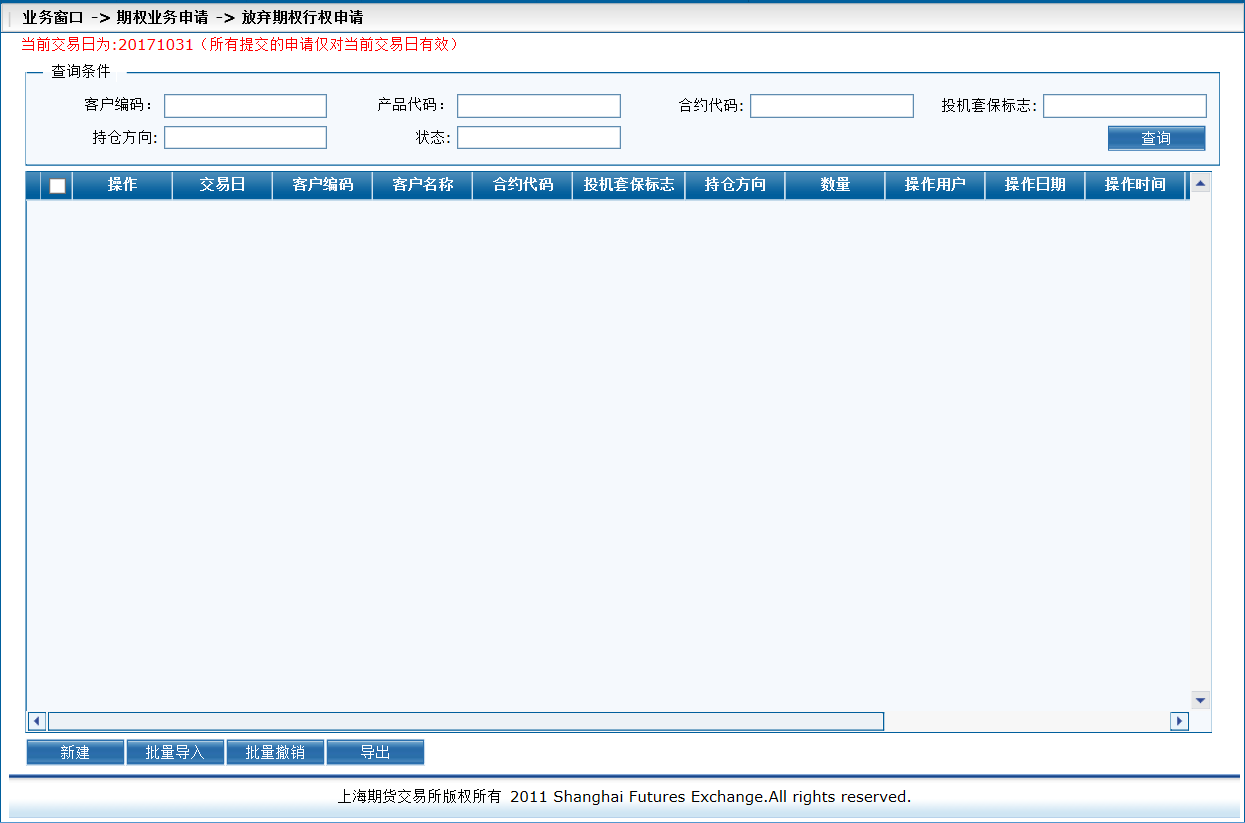 业务窗口 -> 期权业务申请 -> 放弃期权行权申请
当前交易日为:20171031（所有提交的申请仅对当前交易日有效）
查询条件
客户编码： 产品代码： 合约代码: 投机套保标志:
持仓方向: 状态: 查询
操作 交易日 客户编码 客户名称 合约代码 投机套保标志 持仓方向 数量 操作用户 操作日期 操作时间
新建 批量导入 批量撤销 导出
上海期货交易所版权所有 2011 Shanghai Futures Exchange.All rights reserved.